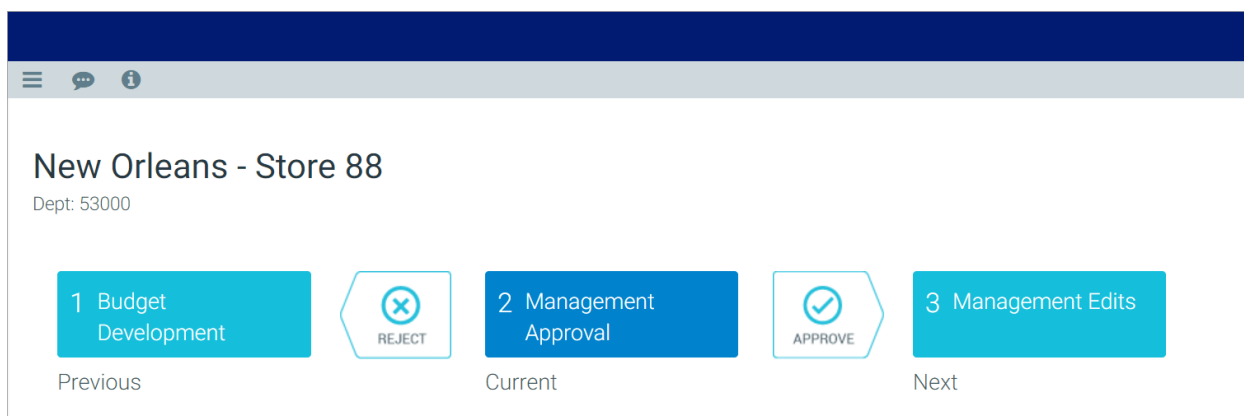 New Orleans - Store 88
Dept: 53000
1 Budget
Development
REJECT
2 Management
Approval
APPROVE
3 Management Edits
Previous
Current
Next